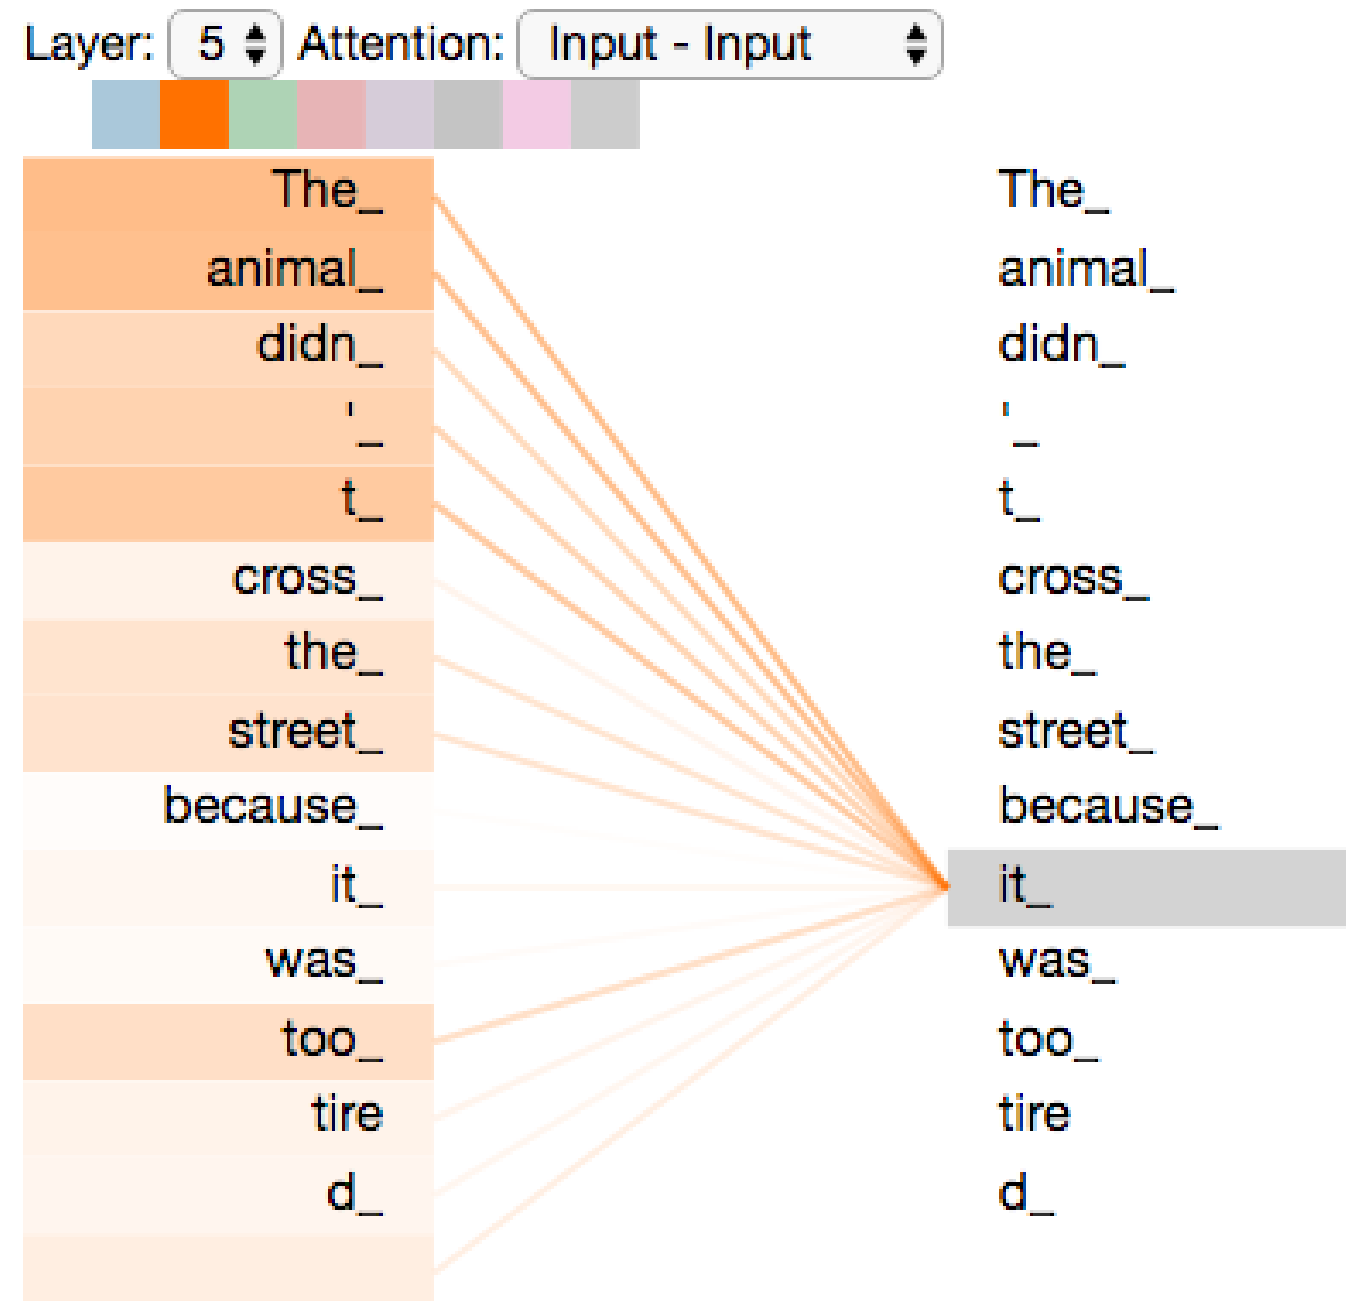 Layer: 5 Attention: Input - Input
The_ The_
animal_ animal_
didn_ didn_
'_ '_
t_ t_
cross_ cross_
the_ the_
street_ street_
because_ because_
it_ it_
was_ was_
too_ too_
tire tire
d_ d_